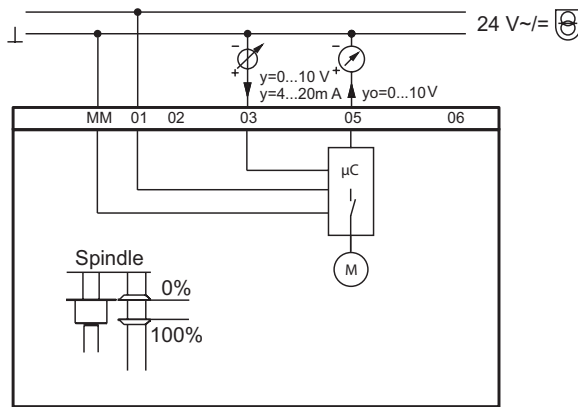 ⊥ 24 V~/=
− −
+ +
y=0...10 V
y=4...20m A yo=0...10V
MM 01 02 03 05 06
µC
M
Spindle
0%
100%